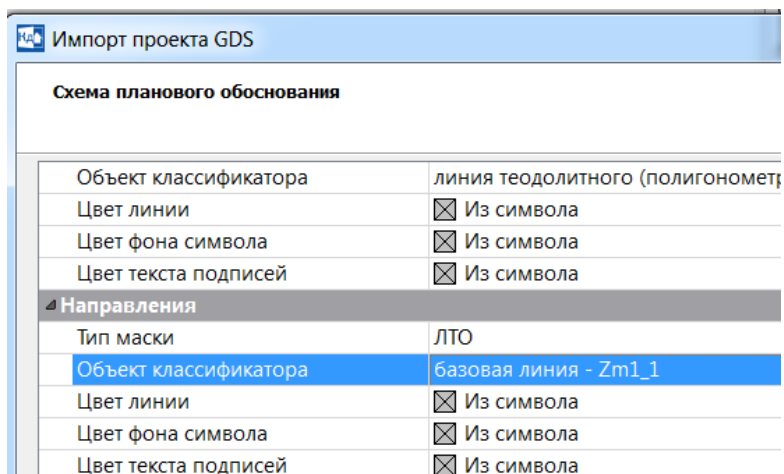 Импорт проекта GDS
Схема планового обоснования
Объект классификатора линия теодолитного
Цвет линии Из символа
Цвет фона символа Из символа
Цвет текста подписей Из символа
Направления
Тип маски ЛТО
Объект классификатора базовая линия - Zm1_1
Цвет линии Из символа
Цвет фона символа Из символа
Цвет текста подписей Из символа